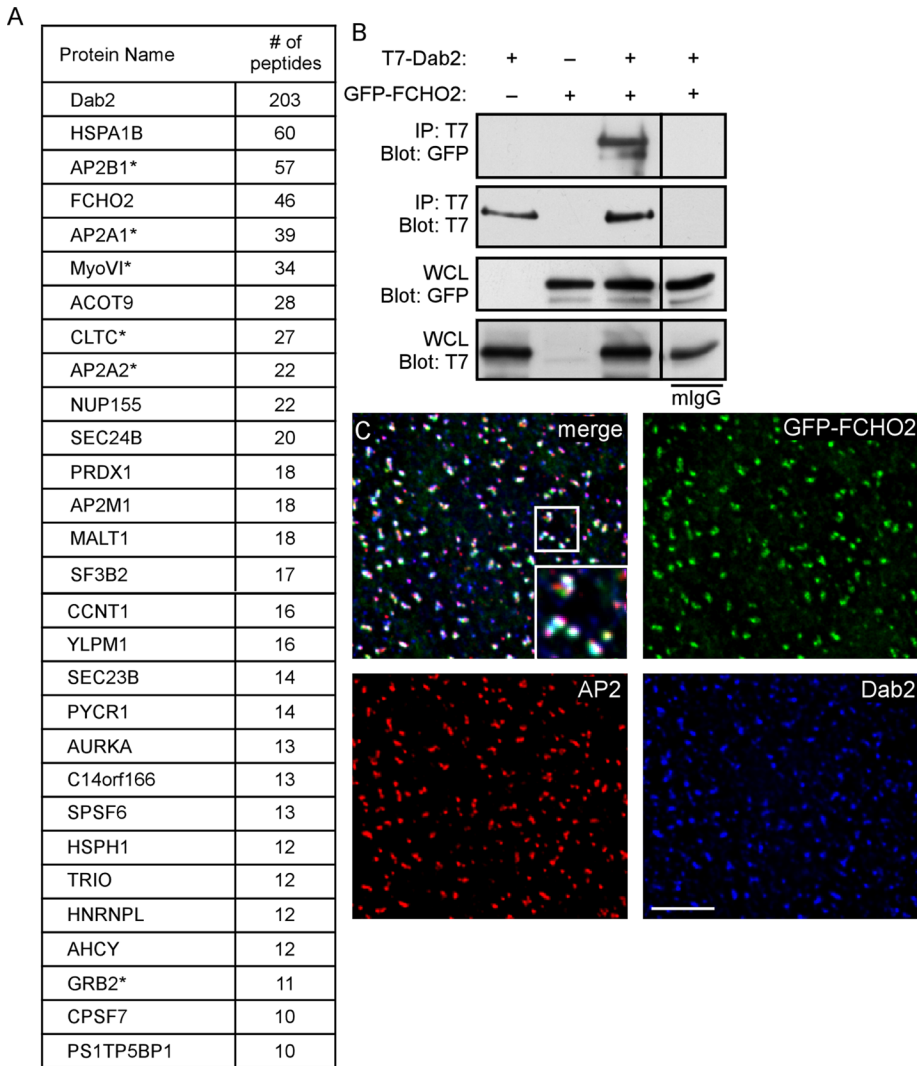 A
Protein Name # of peptides
Dab2 203
HSPA1B 60
AP2B1* 57
FCHO2 46
AP2A1* 39
MyoVI* 34
ACOT9 28
CLTC* 27
AP2A2* 22
NUP155 22
SEC24B 20
PRDX1 18
AP2M1 18
MALT1 18
SF3B2 17
CCNT1 16
YLPM1 16
SEC23B 14
PYCR1 14
AURKA 13
C14orf166 13
SPSF6 13
HSPH1 12
TRIO 12
HNRNPL 12
AHCY 12
GRB2* 11
CPSF7 10
PS1TP5BP1 10
B
T7-Dab2: + – + +
GFP-FCHO2: – + + +
IP: T7
Blot: GFP
IP: T7
Blot: T7
WCL
Blot: GFP
WCL
Blot: T7
mIgG
C merge
GFP-FCHO2
AP2
Dab2